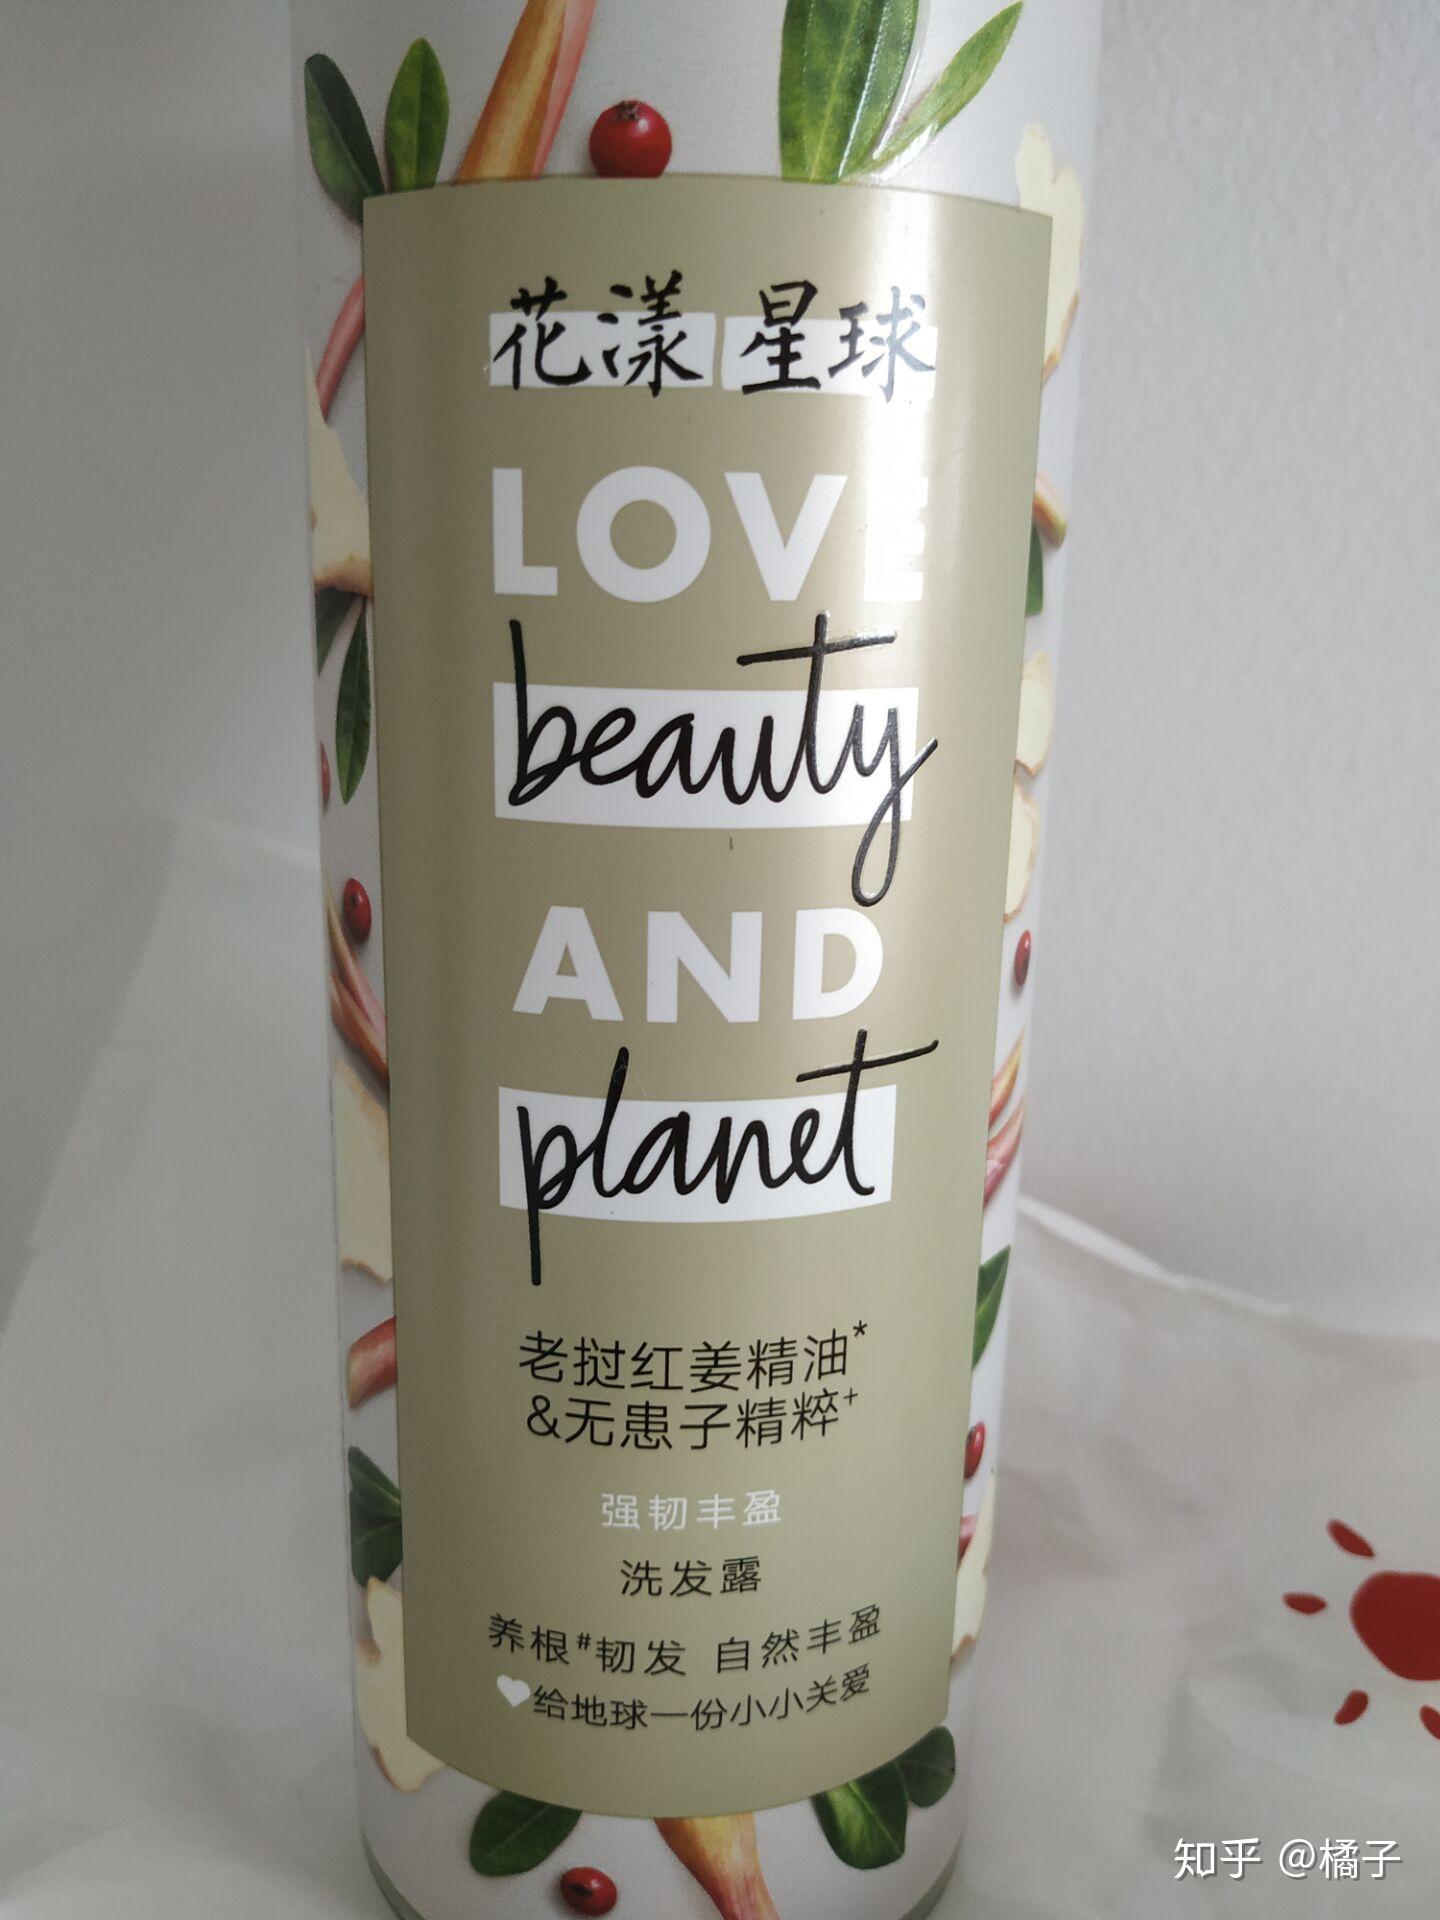 花漾 星球
LOVE
beauty
AND
planet
老挝红姜精油*
&无患子精粹+
强韧丰盈
洗发露
养根#韧发 自然丰盈
给地球一份小小关爱
知乎 @橘子